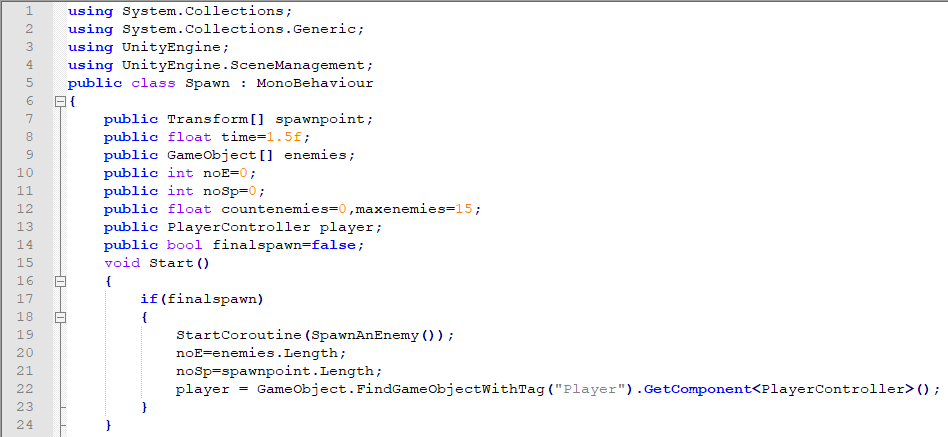 1 using System.Collections;
2 using System.Collections.Generic;
3 using UnityEngine;
4 using UnityEngine.SceneManagement;
5 public class Spawn : MonoBehaviour
6 {
7 public Transform[] spawnpoint;
8 public float time=1.5f;
9 public GameObject[] enemies;
10 public int noE=0;
11 public int noSp=0;
12 public float countenemies=0,maxenemies=15;
13 public PlayerController player;
14 public bool finalspawn=false;
15 void Start()
16 {
17 if(finalspawn)
18 {
19 StartCoroutine(SpawnAnEnemy());
20 noE=enemies.Length;
21 noSp=spawnpoint.Length;
22 player = GameObject.FindGameObjectWithTag("Player").GetComponent<PlayerController>();
23 }
24 }